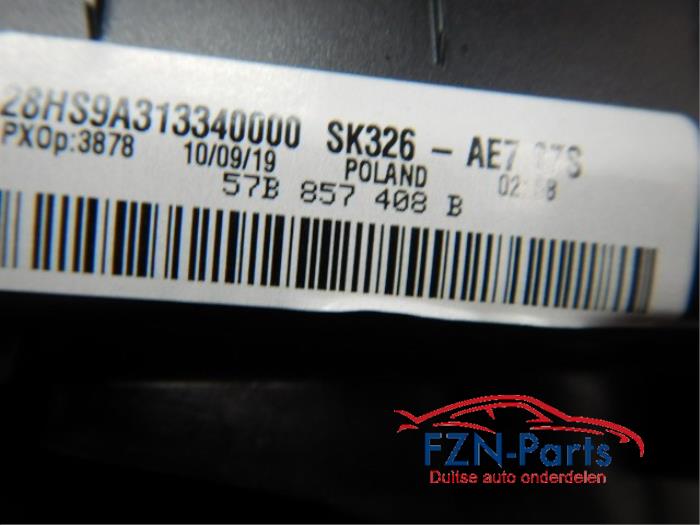 28HS9A313340000 SK326 - AE7
PXOp:3878 10/09/19 POLAND
57B 857 408 B
FZN-Parts
Duitse auto onderdelen